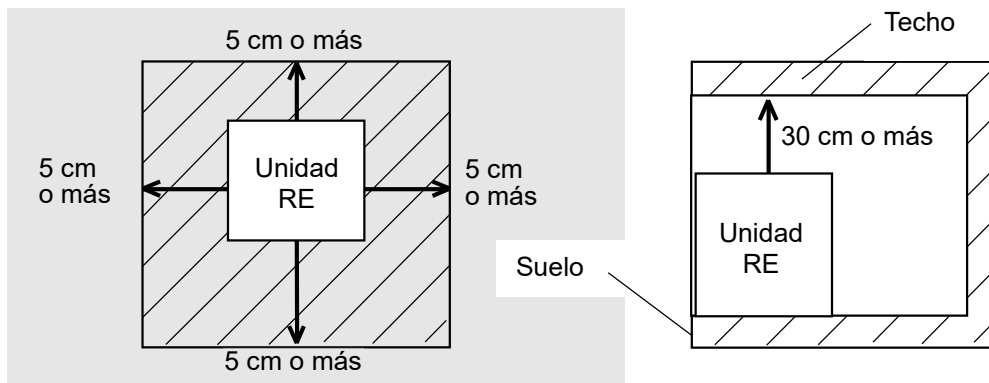 5 cm o más
5 cm
o más
Unidad
RE
5 cm
o más
5 cm o más
Techo
30 cm o más
Unidad
RE
Suelo